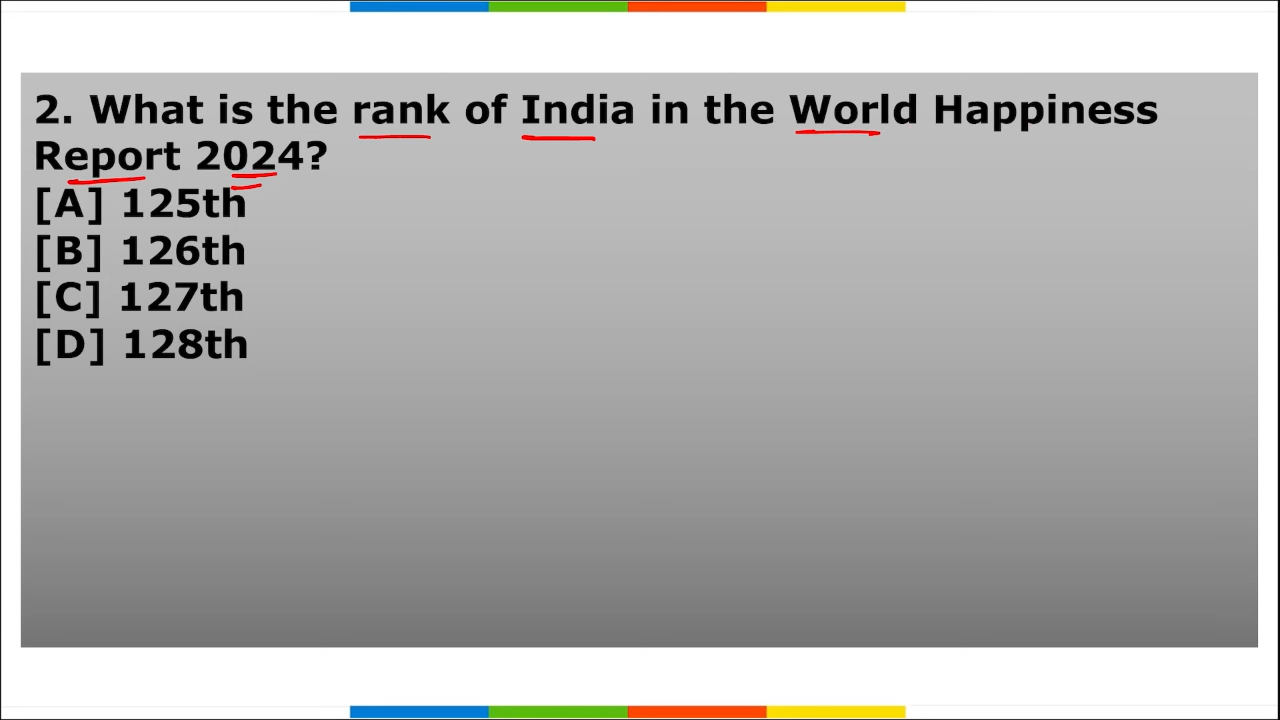 2. What is the rank of India in the World Happiness
Report 2024?
[A] 125th
[B] 126th
[C] 127th
[D] 128th